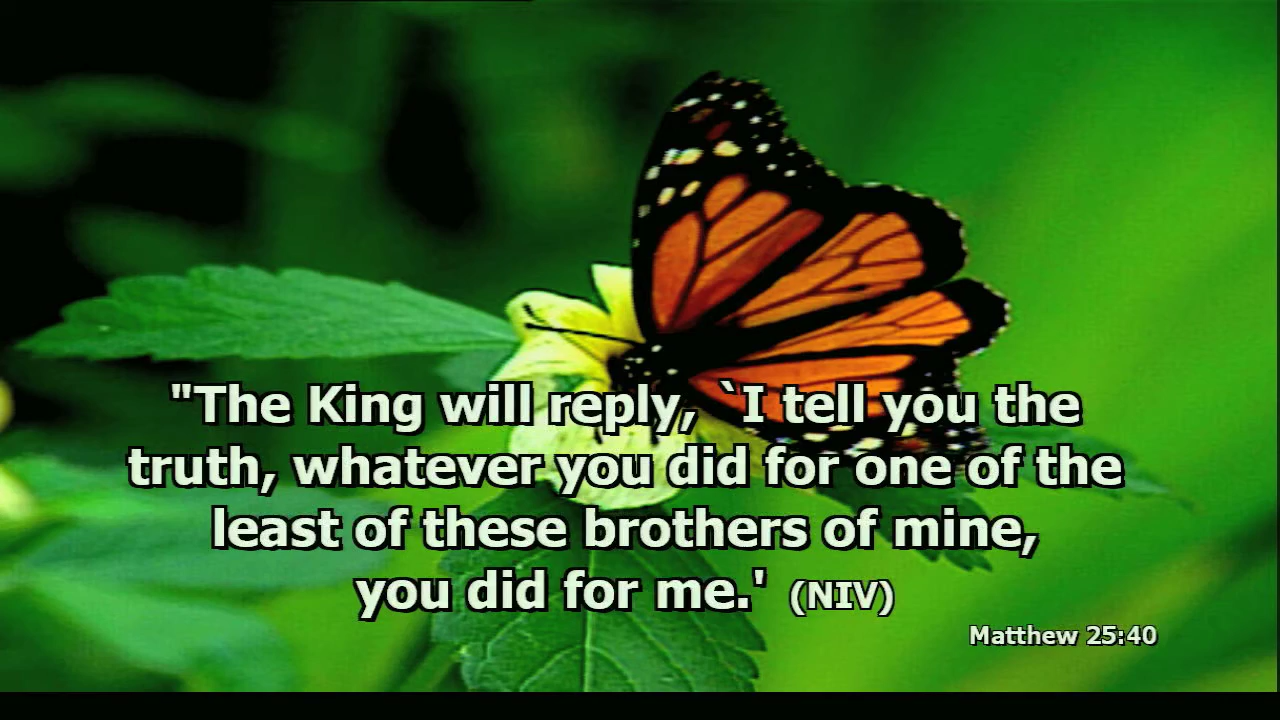 "The King will reply, `I tell you the
truth, whatever you did for one of the
least of these brothers of mine,
you did for me.' (NIV)
Matthew 25:40